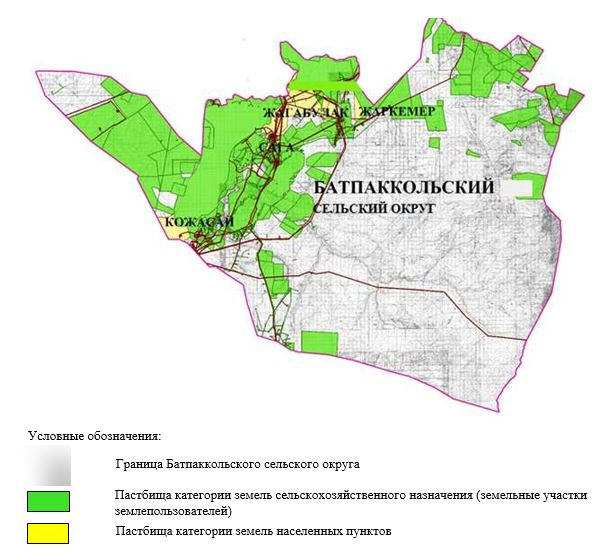 ЖАГАБУЛАК ЖАРКЕМЕР
САГА
БАТПАККОЛЬСКИЙ
СЕЛЬСКИЙ ОКРУГ
КОЖАСАЙ
Условные обозначения:
Граница Батпаккольского сельского округа
Пастбища категории земель сельскохозяйственного назначения (земельные участки
землепользователей)
Пастбища категории земель населенных пунктов